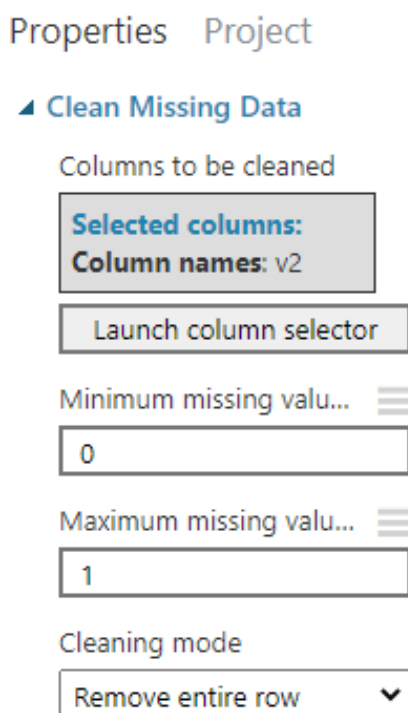 Properties Project
Clean Missing Data
Columns to be cleaned
Selected columns:
Column names: v2
Launch column selector
Minimum missing valu...
0
Maximum missing valu...
1
Cleaning mode
Remove entire row